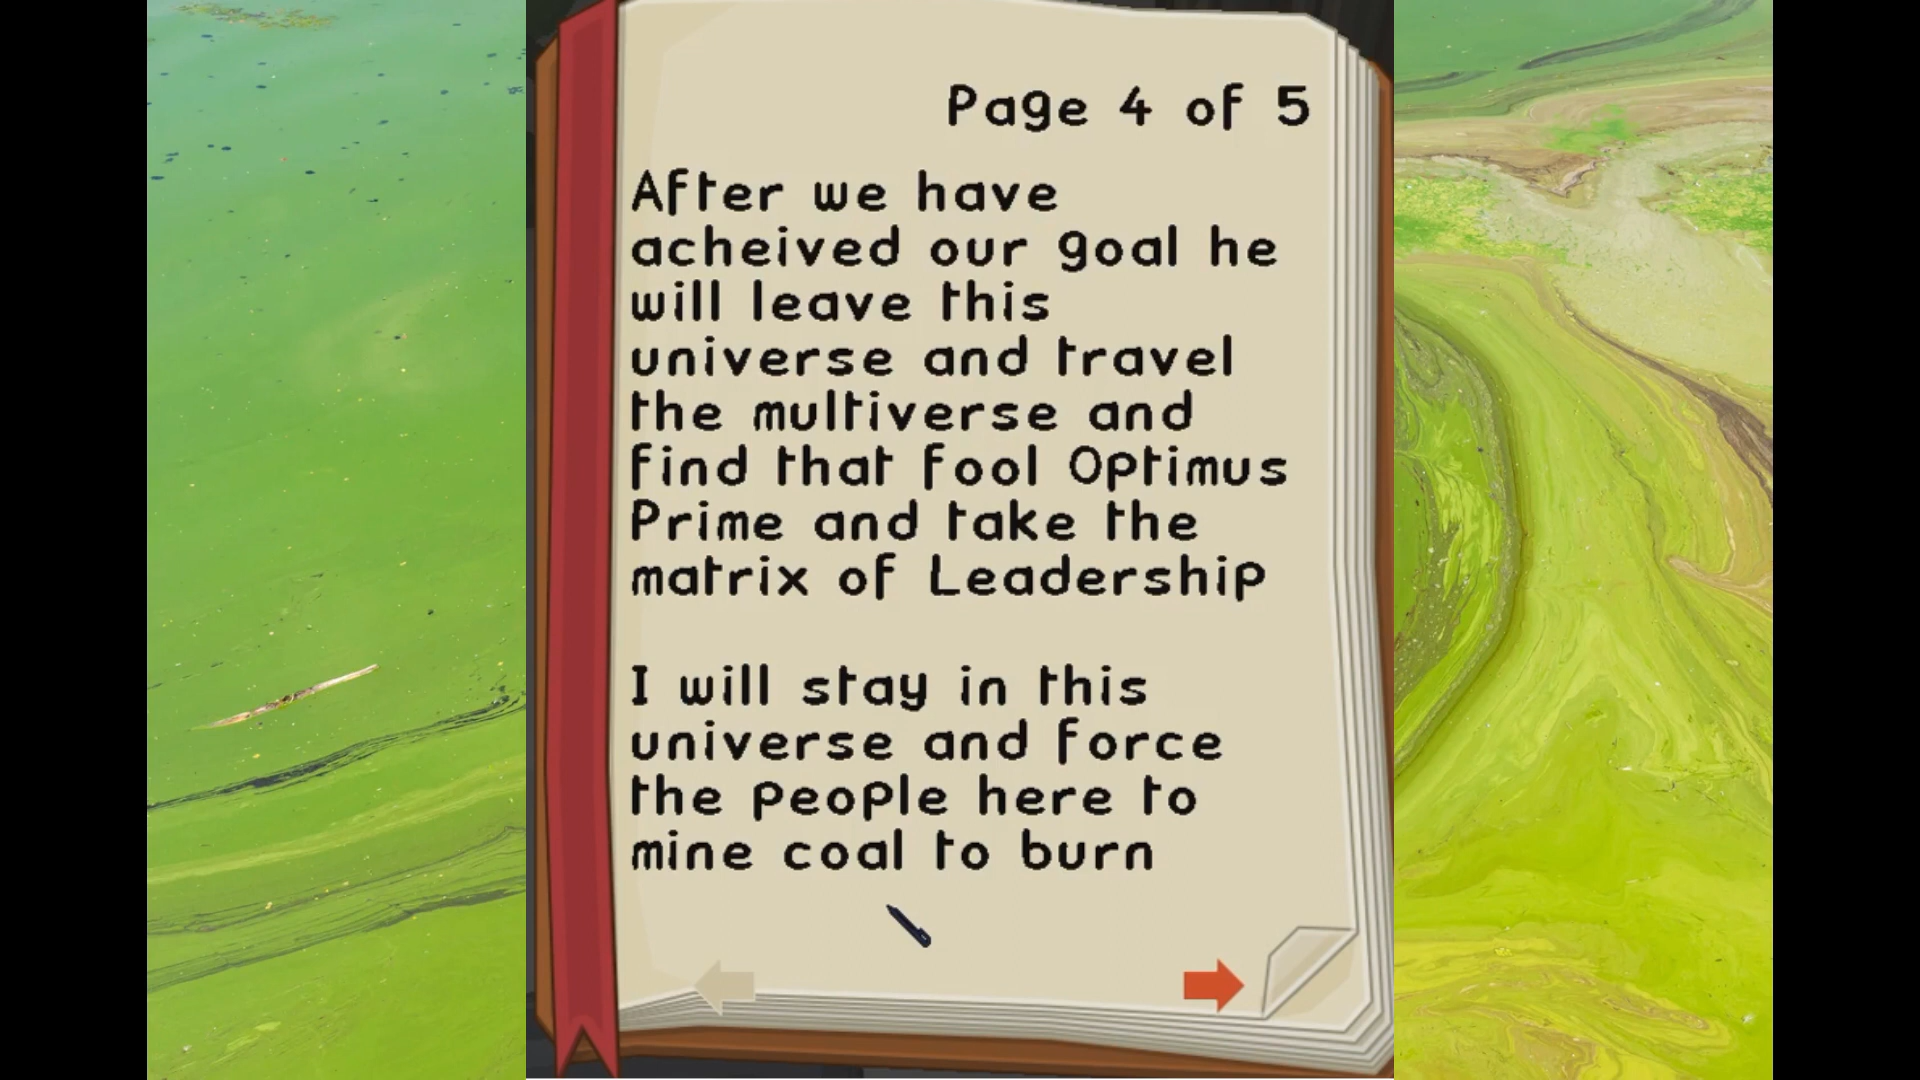 Page 4 of 5
After we have
acheived our goal he
will leave this
universe and travel
the multiverse and
find that fool Optimus
Prime and take the
matrix of Leadership
I will stay in this
universe and force
the people here to
mine coal to burn